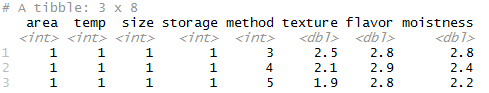 # A tibble: 3 x 8
area temp size storage method texture flavor moistness
<int> <int> <int> <int> <int> <dbl> <dbl> <dbl>
1 1 1 1 1 3 2.5 2.8 2.8
2 1 1 1 1 4 2.1 2.9 2.4
3 1 1 1 1 5 1.9 2.8 2.2